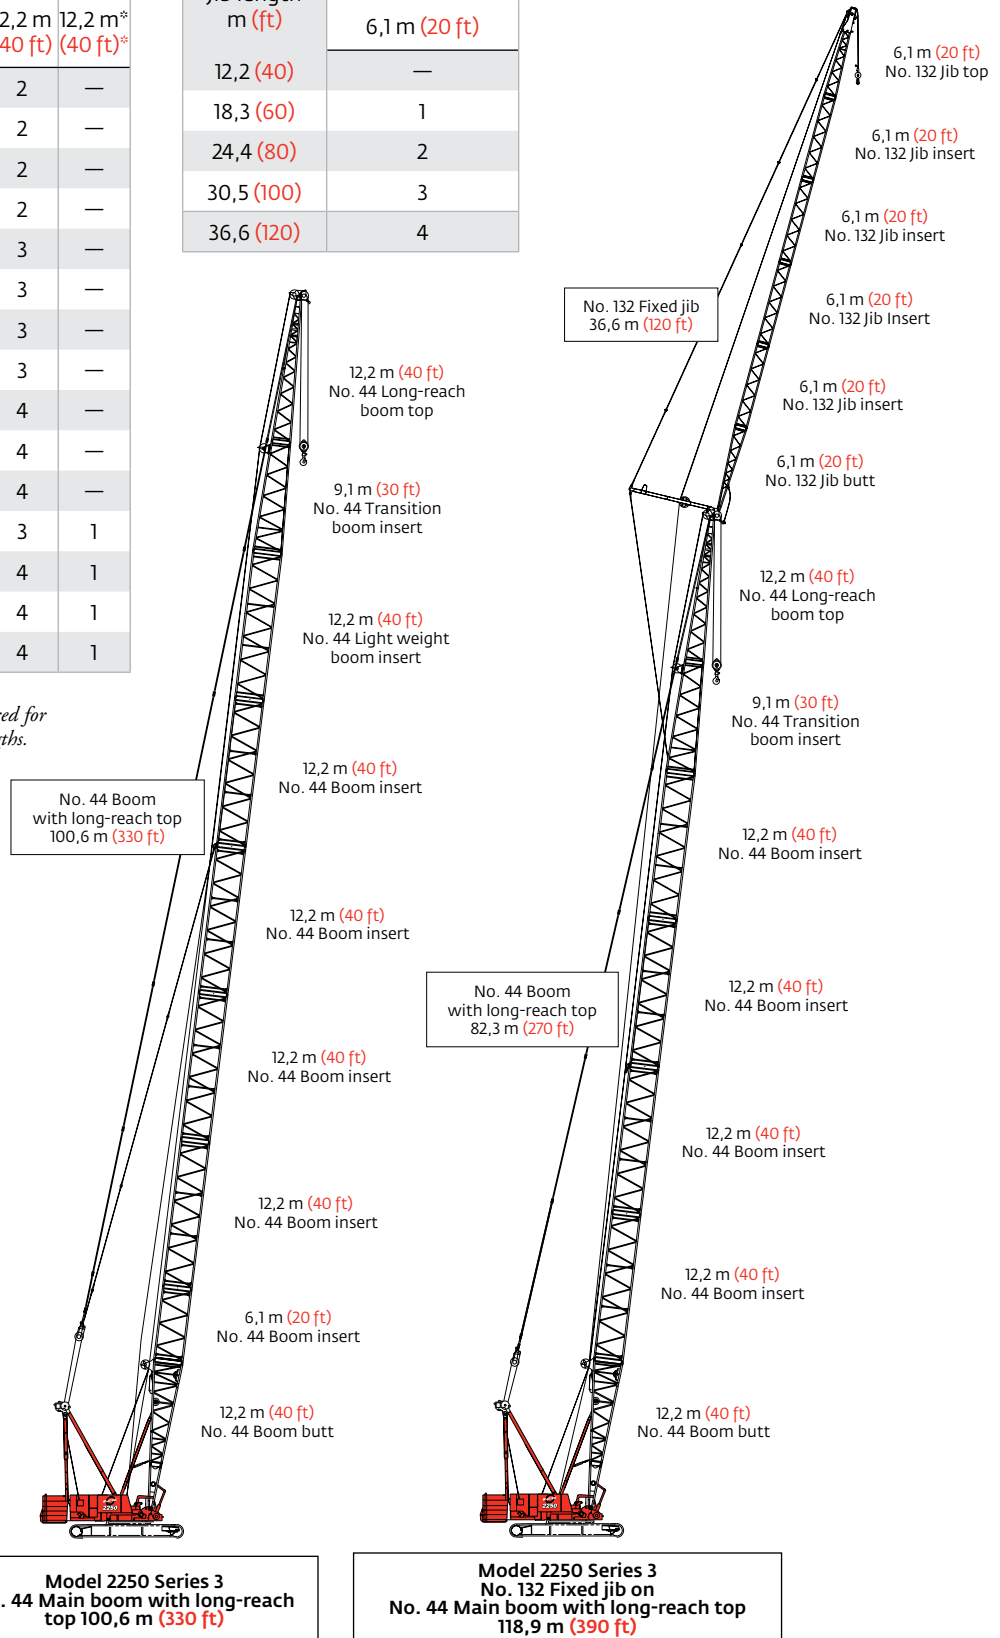 2,2 m 12,2 m*
40 ft) (40 ft)*
2 —
2 —
2 —
2 —
3 —
3 —
3 —
3 —
4 —
4 —
4 —
3 1
4 1
4 1
4 1
m (ft)
6,1 m (20 ft)
12,2 (40) —
18,3 (60) 1
24,4 (80) 2
30,5 (100) 3
36,6 (120) 4
for
12,2 m (40 ft)
No. 44 Long-reach
boom top
9,1 m (30 ft)
No. 44 Transition
boom insert
12,2 m (40 ft)
No. 44 Light weight
boom insert
12,2 m (40 ft)
No. 44 Boom insert
No. 44 Boom
with long-reach top
100,6 m (330 ft)
12,2 m (40 ft)
No. 44 Boom insert
12,2 m (40 ft)
No. 44 Boom insert
12,2 m (40 ft)
No. 44 Boom insert
6,1 m (20 ft)
No. 44 Boom insert
12,2 m (40 ft)
No. 44 Boom butt
2250
Model 2250 Series 3
. 44 Main boom with long-reach
top 100,6 m (330 ft)
6,1 m (20 ft)
No. 132 Jib top
6,1 m (20 ft)
No. 132 Jib insert
6,1 m (20 ft)
No. 132 Jib insert
6,1 m (20 ft)
No. 132 Jib Insert
No. 132 Fixed jib
36,6 m (120 ft)
6,1 m (20 ft)
No. 132 Jib insert
6,1 m (20 ft)
No. 132 Jib butt
12,2 m (40 ft)
No. 44 Long-reach
boom top
9,1 m (30 ft)
No. 44 Transition
boom insert
12,2 m (40 ft)
No. 44 Boom insert
No. 44 Boom
with long-reach top
82,3 m (270 ft)
12,2 m (40 ft)
No. 44 Boom insert
12,2 m (40 ft)
No. 44 Boom insert
12,2 m (40 ft)
No. 44 Boom insert
12,2 m (40 ft)
No. 44 Boom butt
2250
Model 2250 Series 3
No. 132 Fixed jib on
No. 44 Main boom with long-reach top
118,9 m (390 ft)